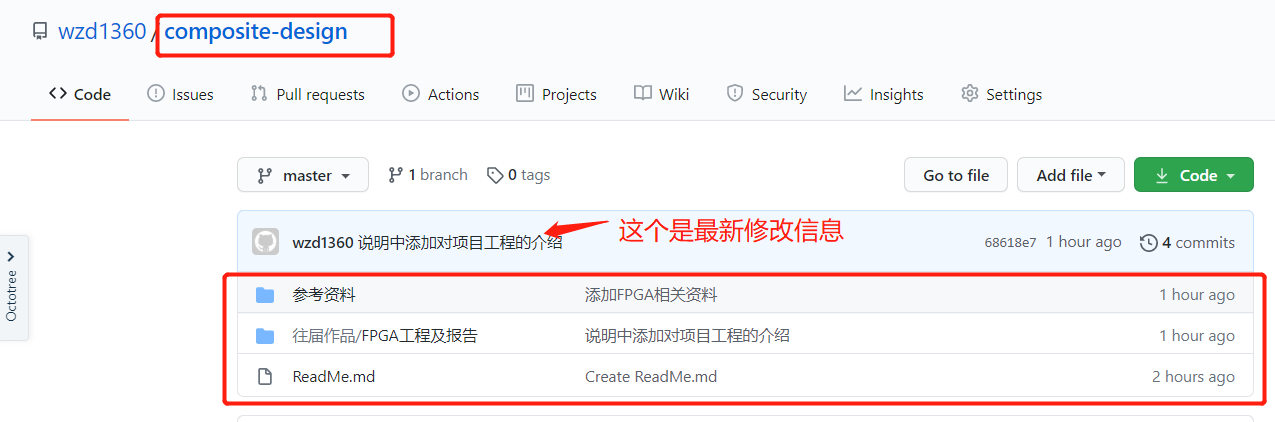 wzd1360 / composite-design
Code Issues Pull requests Actions Projects Wiki Security Insights Settings
master 1 branch 0 tags Go to file Add file Code
wzd1360 说明中添加对项目工程的介绍 这个是最新修改信息 68618e7 1 hour ago 4 commits
Octotree
参考资料 添加FPGA相关资料 1 hour ago
往届作品/FPGA工程及报告 说明中添加对项目工程的介绍 1 hour ago
ReadMe.md Create ReadMe.md 2 hours ago